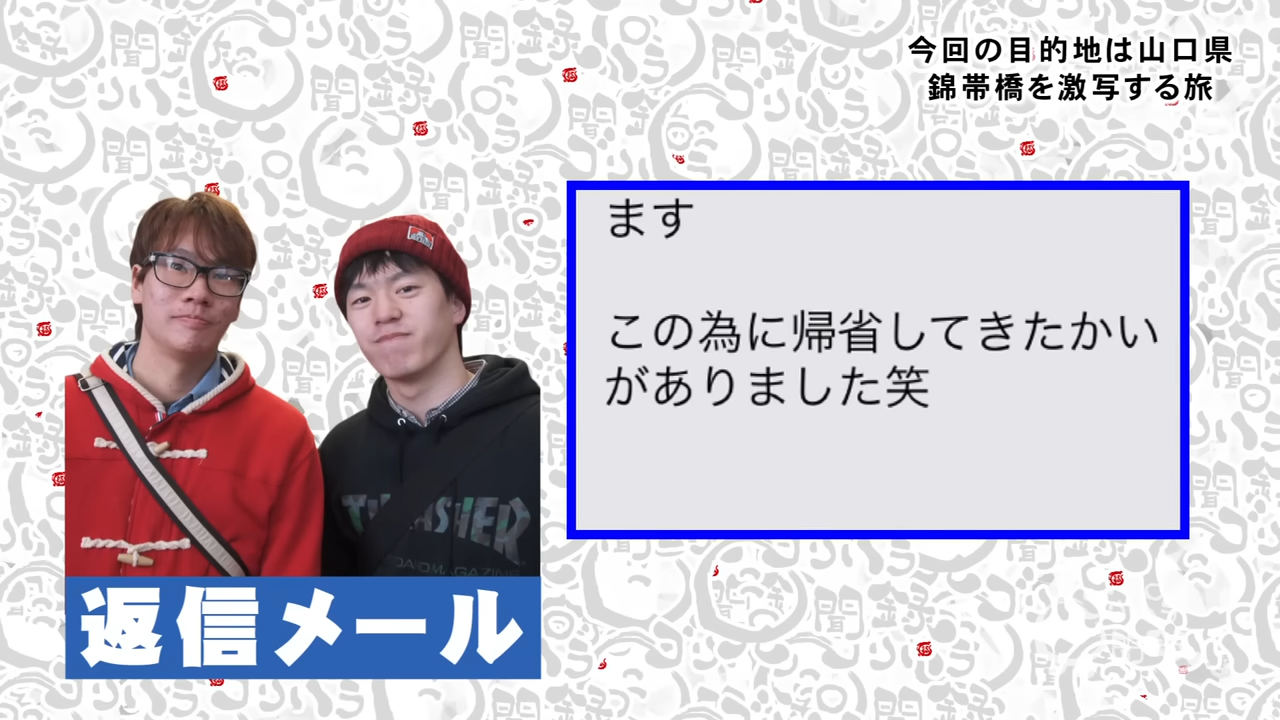 今回の目的地は山口県
錦帯橋を激写する旅
ます
この為に帰省してきたかい
がありました笑
THRASHER
返信メール